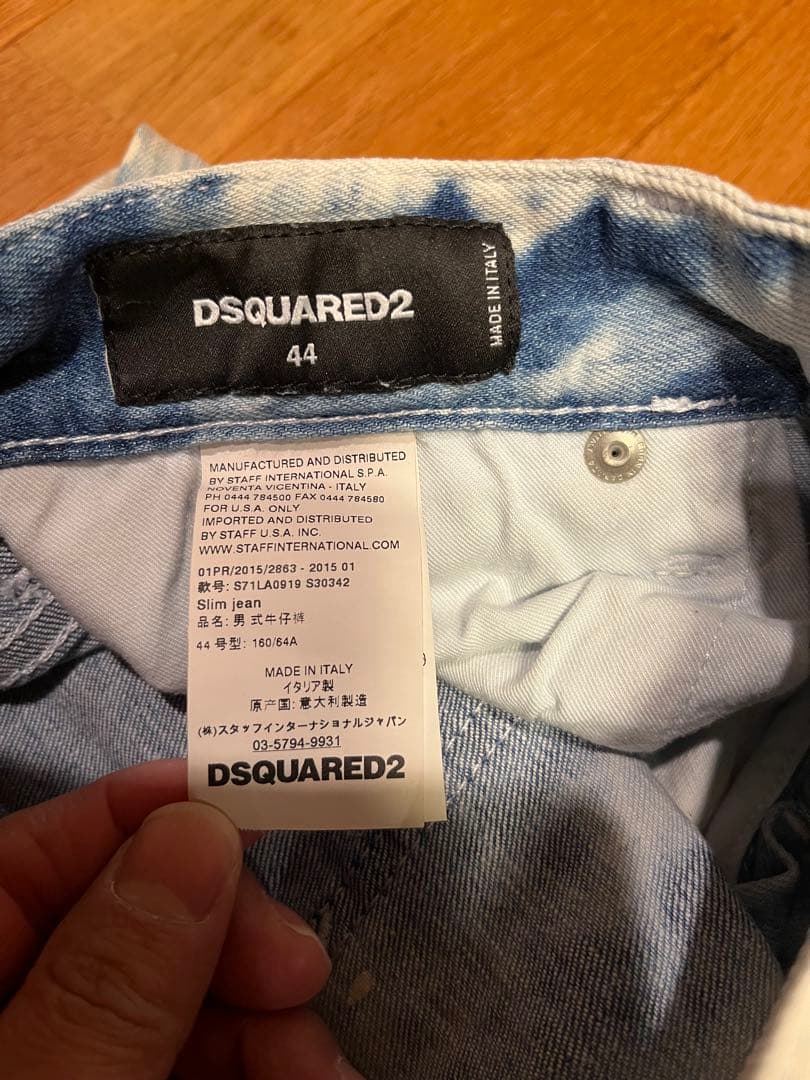 DSQUARED2
44
MADE IN ITALY
MANUFACTURED AND DISTRIBUTED
BY STAFF INTERNATIONAL S.P.A.
NOVENTA VICENTINA - ITALY
PH 0444 784500 FAX 0444 784580
FOR U.S.A. ONLY
IMPORTED AND DISTRIBUTED
BY STAFF U.S.A. INC.
WWW.STAFFINTERNATIONAL.COM
01PR/2015/2863 - 2015 01
款号: S71LA0919 S30342
Slim jean
品名: 男 式牛仔裤
44 号型: 160/64A
MADE IN ITALY
イタリア製
原产国: 意大利製造
(株)スタッフインターナショナルジャパン
03-5794-9931
DSQUARED2